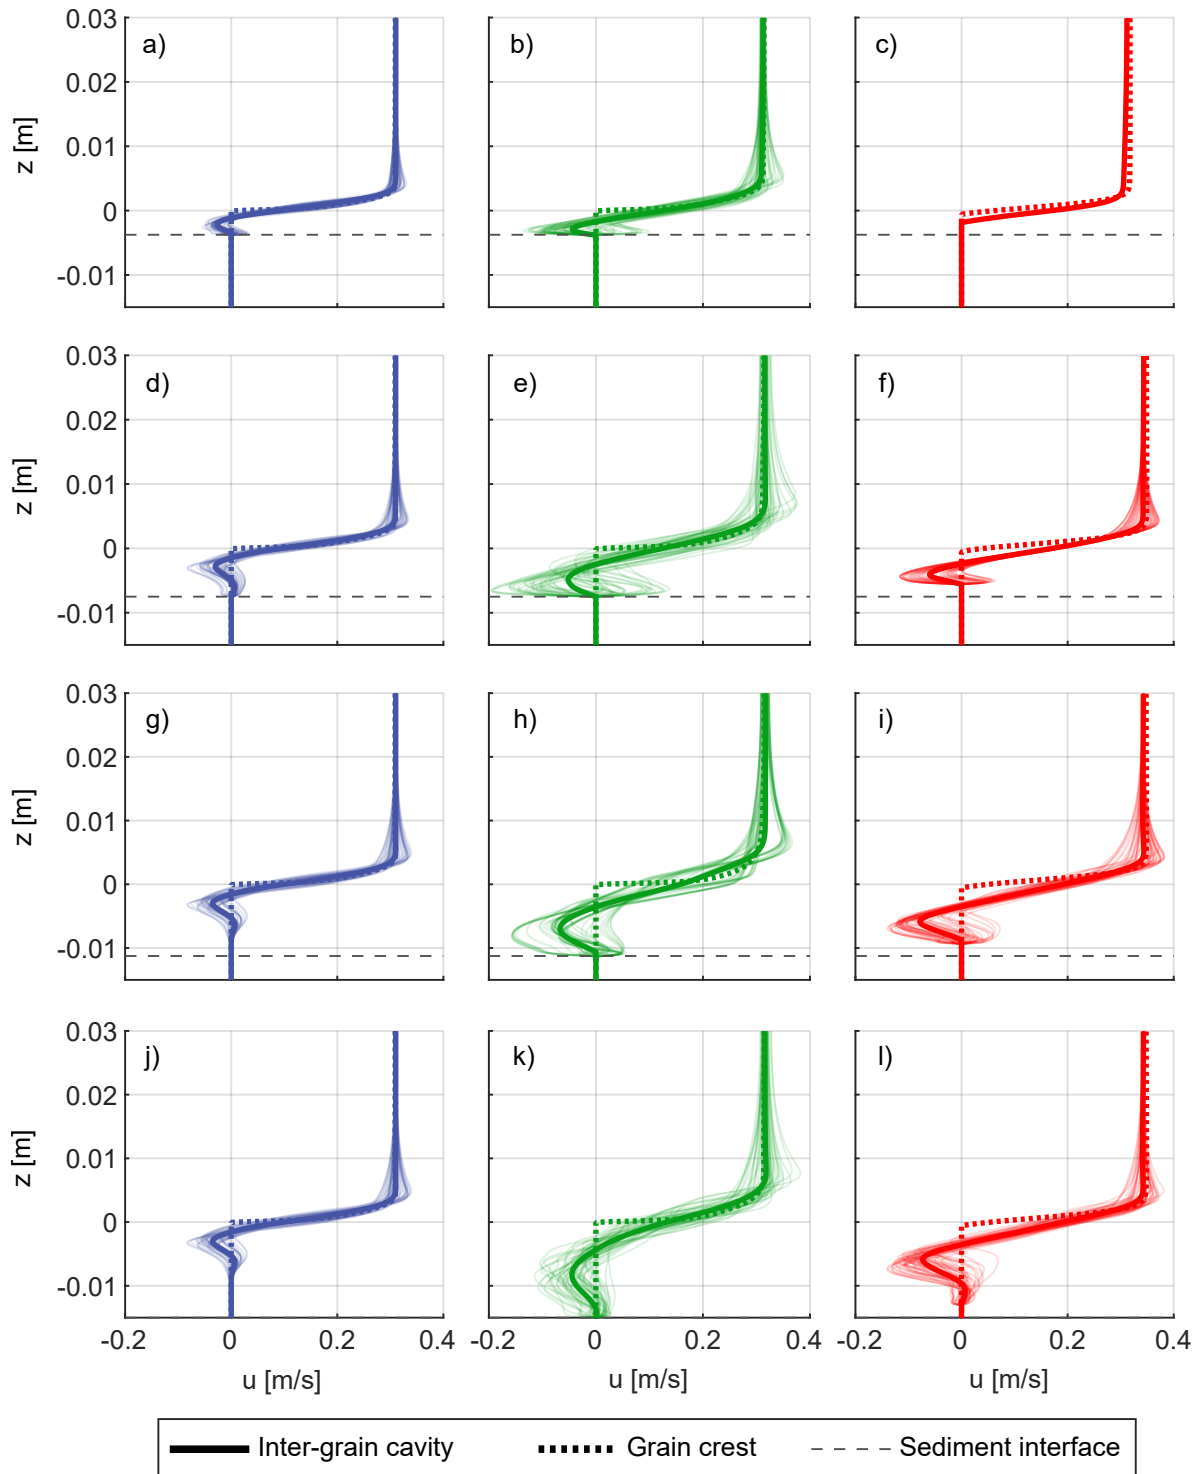 a) b) c)
0.03
0.02
0.01
0
-0.01
z [m]
d) e) f)
0.03
0.02
0.01
0
-0.01
z [m]
g) h) i)
0.03
0.02
0.01
0
-0.01
z [m]
j) k) l)
0.03
0.02
0.01
0
-0.01
z [m]
-0.2 0 0.2 0.4 -0.2 0 0.2 0.4 -0.2 0 0.2 0.4
u [m/s] u [m/s] u [m/s]
Inter-grain cavity Grain crest Sediment interface